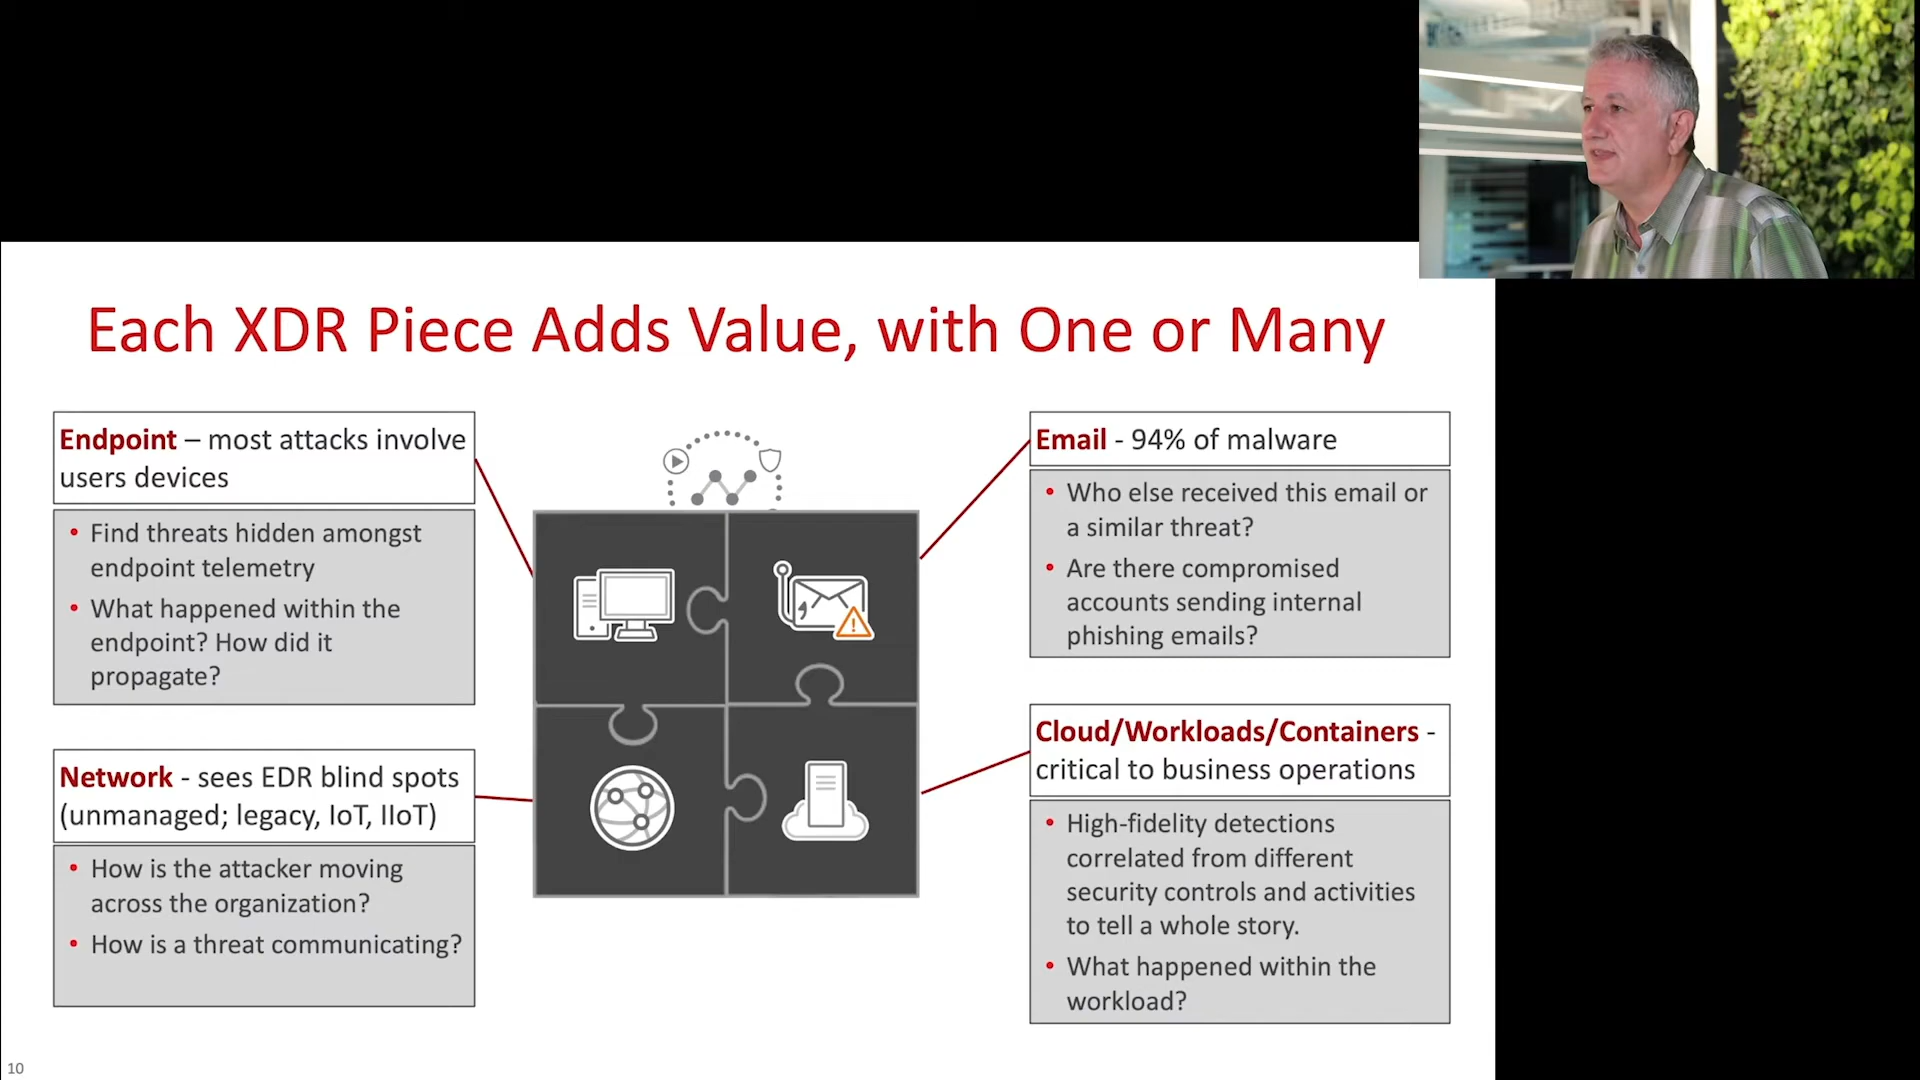 Each XDR Piece Adds Value, with One or Many
Endpoint – most attacks involve
users devices
• Find threats hidden amongst
endpoint telemetry
• What happened within the
endpoint? How did it
propagate?
Network - sees EDR blind spots
(unmanaged; legacy, IoT, IIoT)
• How is the attacker moving
across the organization?
• How is a threat communicating?
Email - 94% of malware
• Who else received this email or
a similar threat?
• Are there compromised
accounts sending internal
phishing emails?
Cloud/Workloads/Containers -
critical to business operations
• High-fidelity detections
correlated from different
security controls and activities
to tell a whole story.
• What happened within the
workload?
10